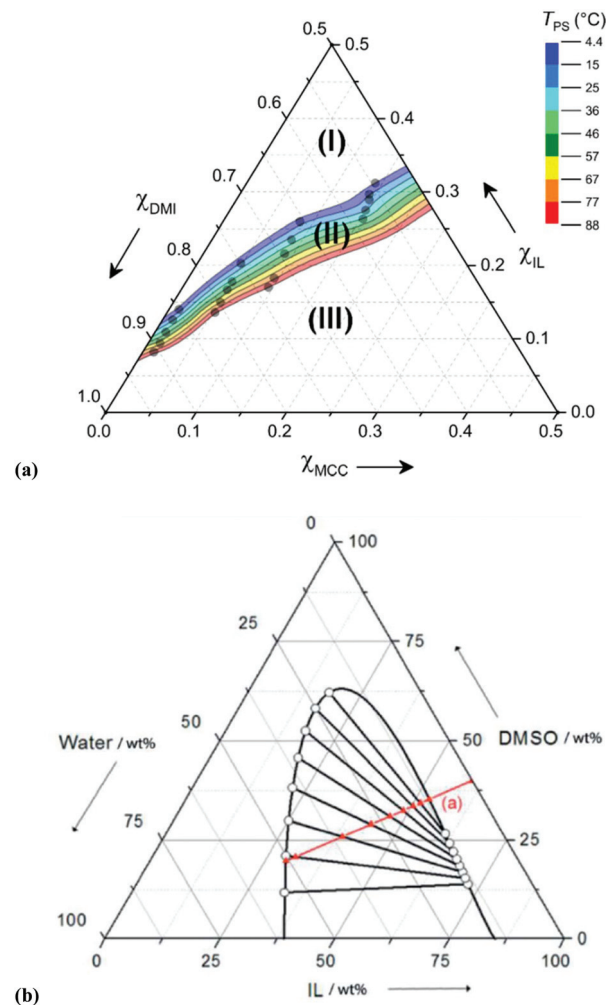 T_PS (°C)
4.4
15
25
36
46
57
67
77
88
0.5 0.5
0.6 0.4
(I)
0.7 0.3
χ_DMI
χ_IL
(II)
0.8 0.2
(III)
0.9 0.1
1.0 0.0
0.0 0.1 0.2 0.3 0.4 0.5
χ_MCC
(a)
0 100
25 75
50 50
Water / wt% DMSO / wt%
(a)
75 25
100 0
0 25 50 75 100
IL / wt%
(b)